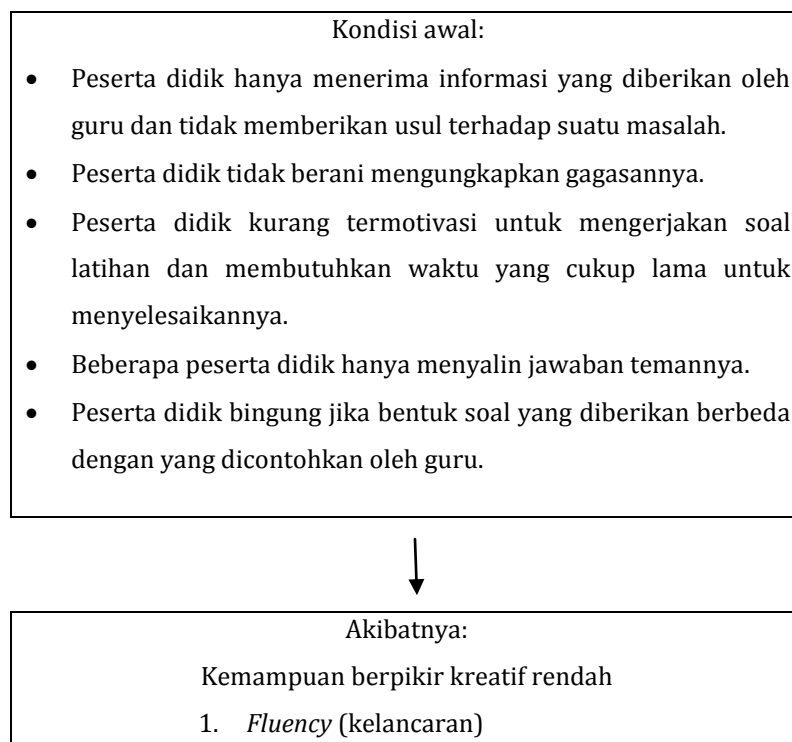 Kondisi awal:
• Peserta didik hanya menerima informasi yang diberikan oleh
guru dan tidak memberikan usul terhadap suatu masalah.
• Peserta didik tidak berani mengungkapkan gagasannya.
• Peserta didik kurang termotivasi untuk mengerjakan soal
latihan dan membutuhkan waktu yang cukup lama untuk
menyelesaikannya.
• Beberapa peserta didik hanya menyalin jawaban temannya.
• Peserta didik bingung jika bentuk soal yang diberikan berbeda
dengan yang dicontohkan oleh guru.
Akibatnya:
Kemampuan berpikir kreatif rendah
1. Fluency (kelancaran)